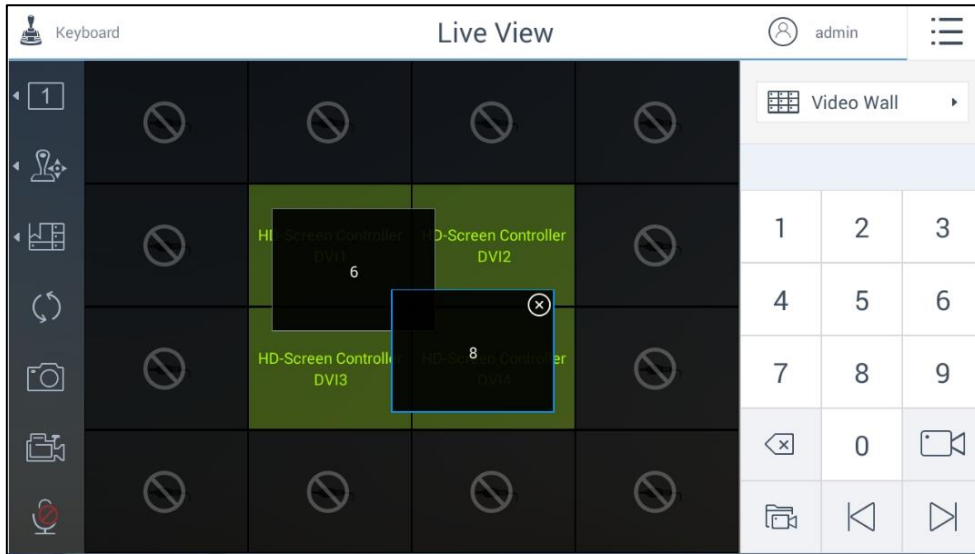 Keyboard
Live View
admin
1
Video Wall
HD-Screen Controller
DVI1
HD-Screen Controller
DVI2
6
HD-Screen Controller
DVI3
8
HD-Screen Controller
DVI4
1 2 3
4 5 6
7 8 9
0